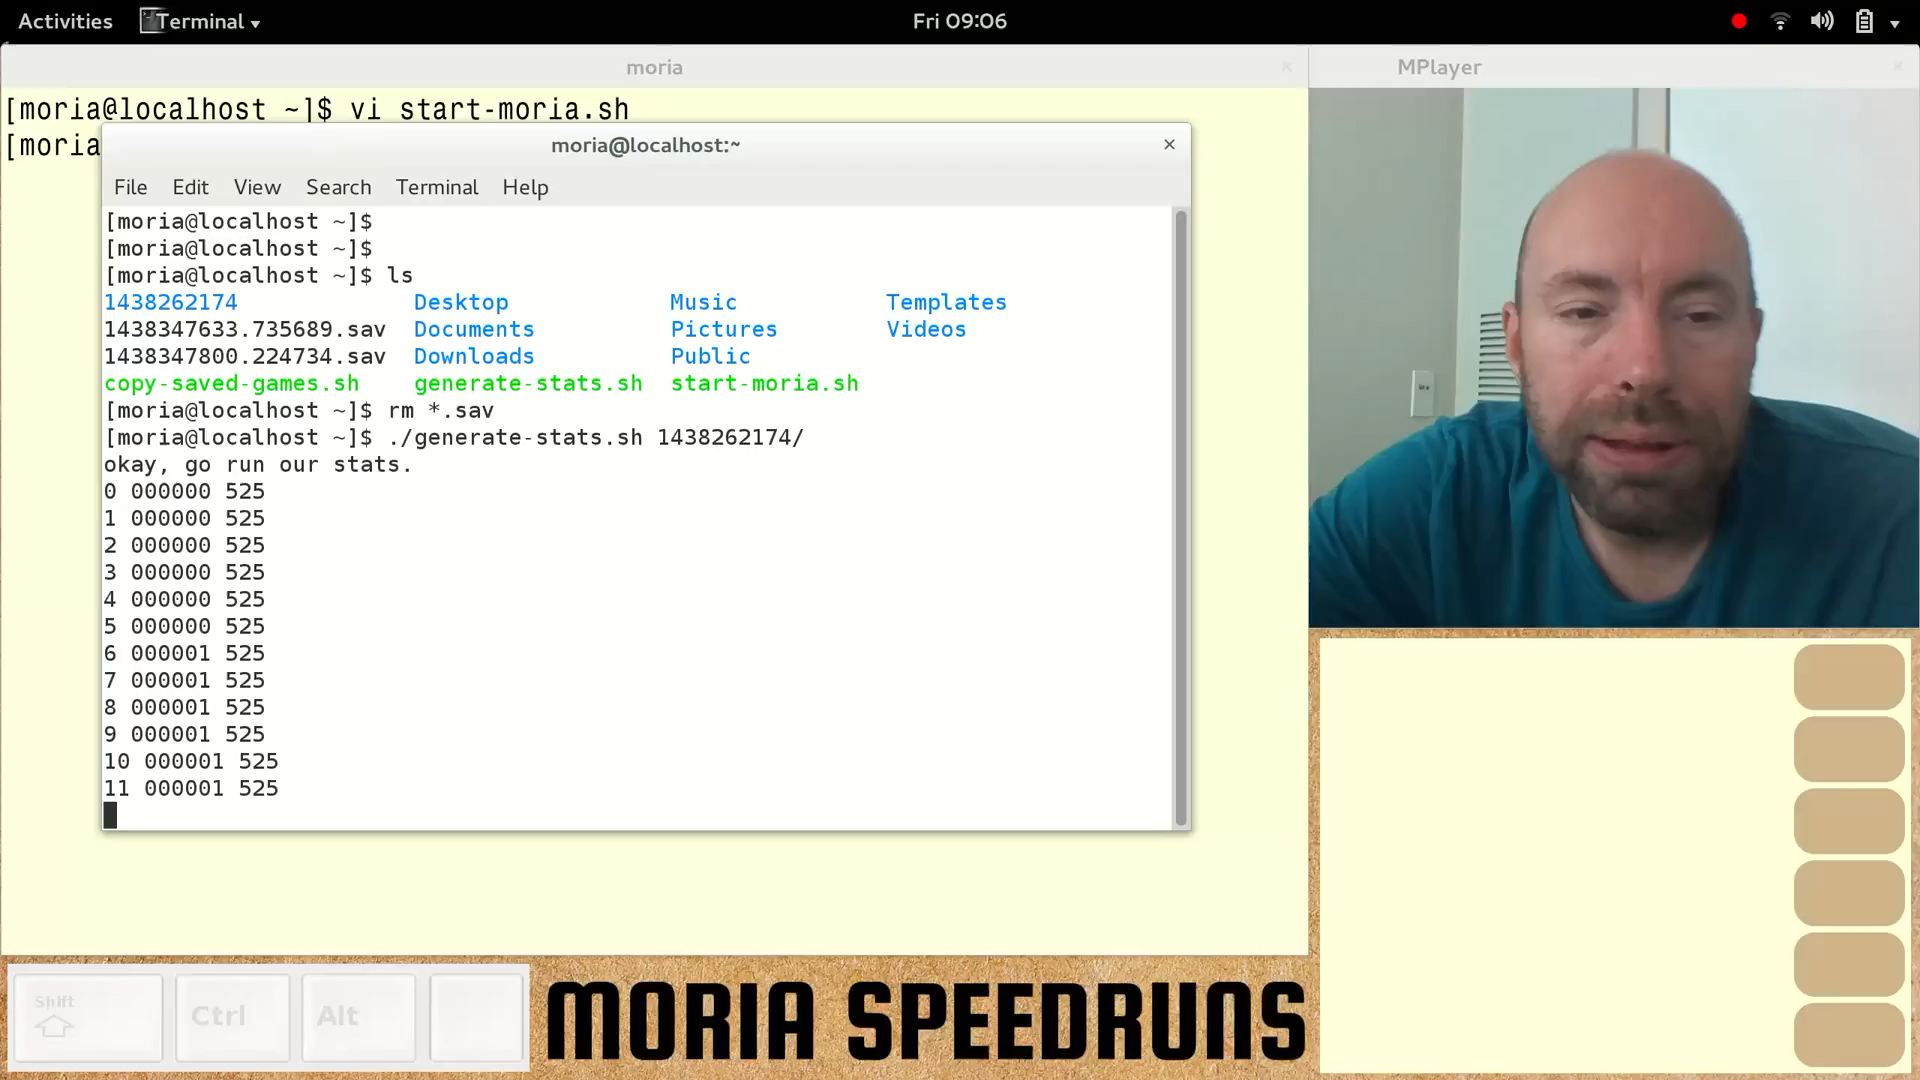 Activities Terminal Fri 09:06
moria MPlayer
[moria@localhost ~]$ vi start-moria.sh
[moria
moria@localhost:~
File Edit View Search Terminal Help
[moria@localhost ~]$
[moria@localhost ~]$
[moria@localhost ~]$ ls
1438262174 Desktop Music Templates
1438347633.735689.sav Documents Pictures Videos
1438347800.224734.sav Downloads Public
copy-saved-games.sh generate-stats.sh start-moria.sh
[moria@localhost ~]$ rm *.sav
[moria@localhost ~]$ ./generate-stats.sh 1438262174/
okay, go run our stats.
0 000000 525
1 000000 525
2 000000 525
3 000000 525
4 000000 525
5 000000 525
6 000001 525
7 000001 525
8 000001 525
9 000001 525
10 000001 525
11 000001 525
Shift Ctrl Alt
MORIA SPEEDRUNS